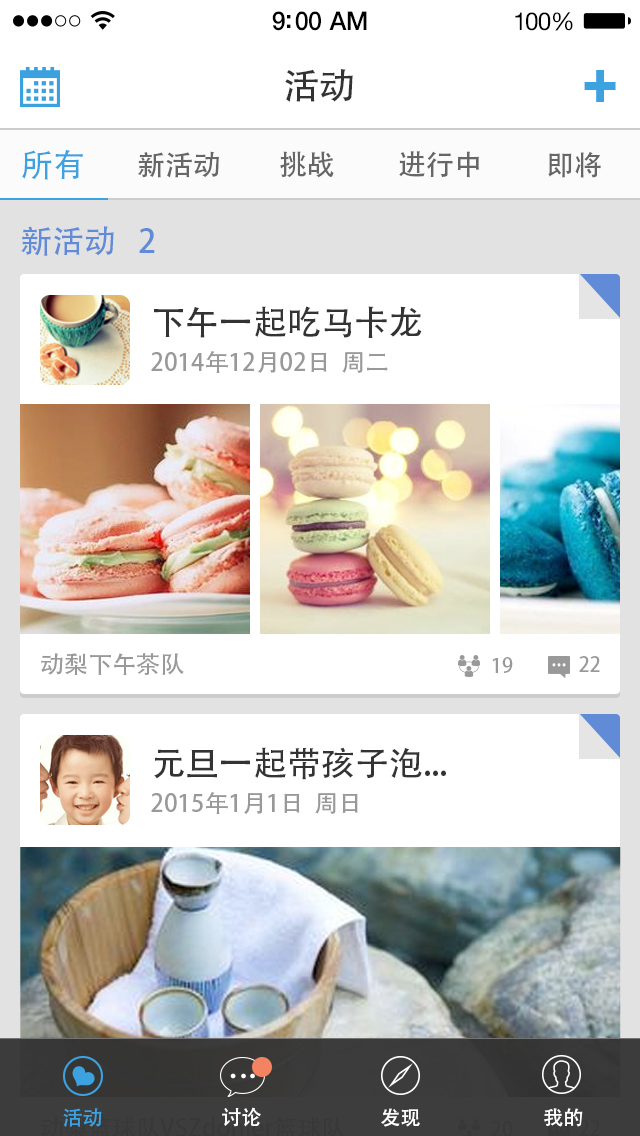 9:00 AM 100%
活动
所有 新活动 挑战 进行中 即将
新活动 2
下午一起吃马卡龙
2014年12月02日 周二
动梨下午茶队 19 22
元旦一起带孩子泡...
2015年1月1日 周日
活动 讨论 发现 我的